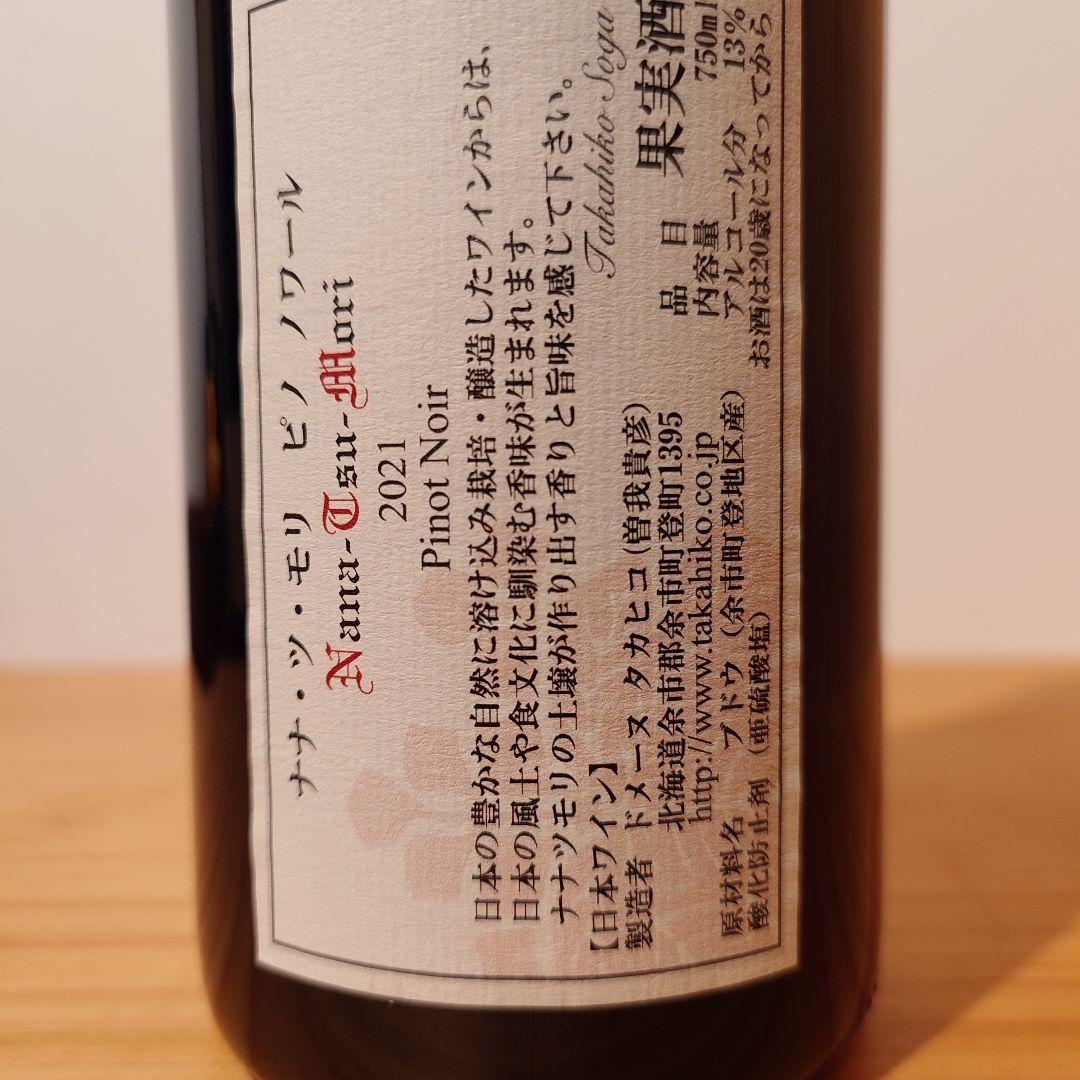 ナナ・ツ・モリ ピノ ノワール
Nana-Tsu-Mori
2021
Pinot Noir
日本の豊かな自然に溶け込み栽培・醸造したワインからは、
日本の風土や食文化に馴染む香味が生まれます。
ナナツモリの土壌が作り出す香りと旨味を感じて下さい。
Takahiko Soga
【日本ワイン】
製造者 ドメーヌ タカヒコ(曽我貴彦)
北海道余市郡余市町登町1395
http://www.takahiko.co.jp
原材料名 ブドウ(余市町登地区産)
酸化防止剤(亜硫酸塩)
品目 果実酒
内容量 750ml
アルコール分 13%
お酒は20歳になってから